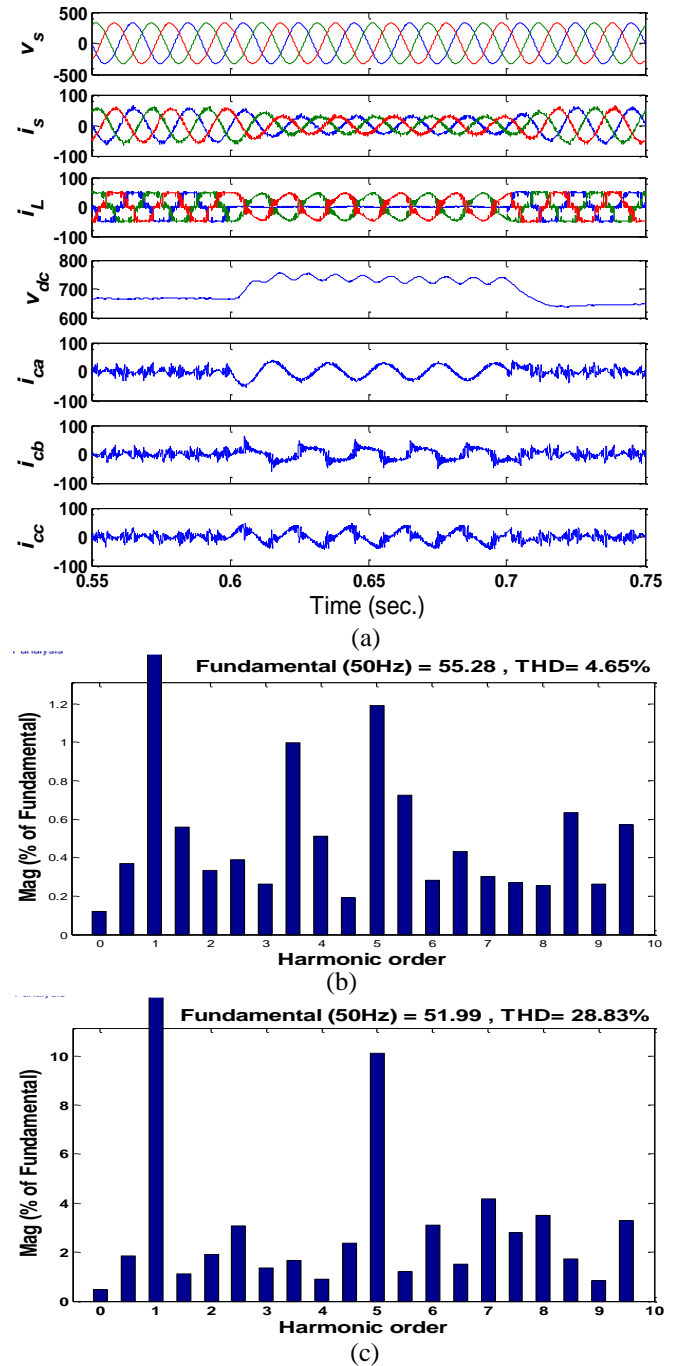 500
v_s
0
-500
100
i_s
0
-100
100
i_L
0
-100
800
v_dc
700
600
100
i_ca
0
-100
100
i_cb
0
-100
100
i_cc
0
-100
0.55 0.6 0.65 0.7 0.75
Time (sec.)
(a)
Fundamental (50Hz) = 55.28 , THD= 4.65%
1.2
1
0.8
0.6
0.4
0.2
0
Mag (% of Fundamental)
0 1 2 3 4 5 6 7 8 9 10
Harmonic order
(b)
Fundamental (50Hz) = 51.99 , THD= 28.83%
10
8
6
4
2
0
Mag (% of Fundamental)
0 1 2 3 4 5 6 7 8 9 10
Harmonic order
(c)